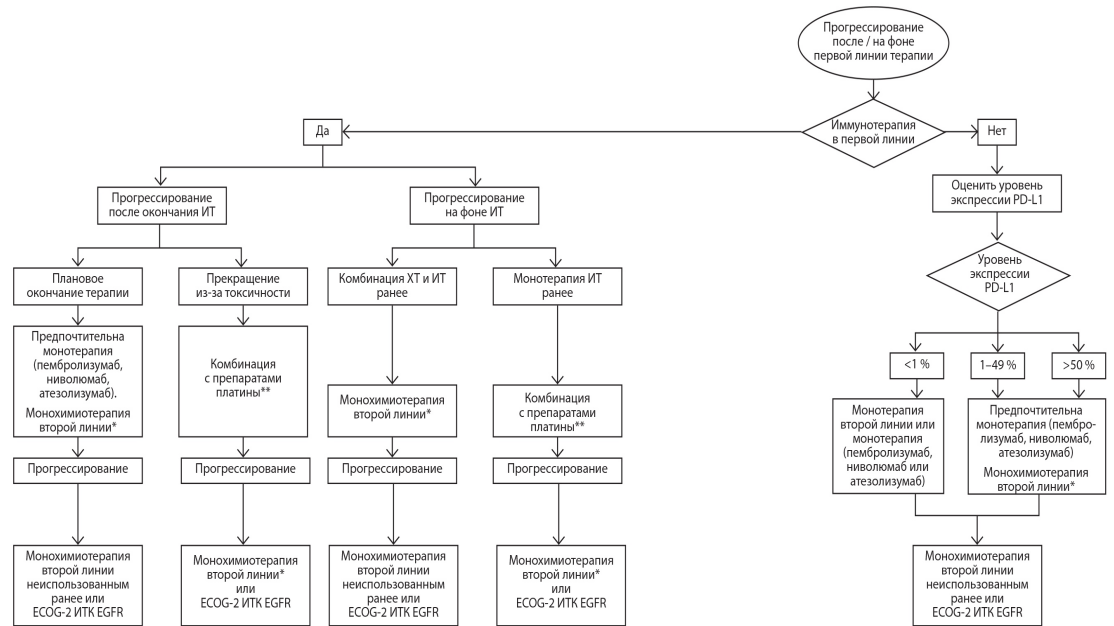 Прогрессирование
после / на фоне
первой линии терапии
Иммунотерапия
в первой линии
Да
Нет
Прогрессирование
после окончания ИТ
Прогрессирование
на фоне ИТ
Оценить уровень
экспрессии PD-L1
Уровень
экспрессии
PD-L1
Плановое
окончание терапии
Прекращение
из-за токсичности
Комбинация ХТ и ИТ
ранее
Монотерапия ИТ
ранее
<1 %
1–49 %
>50 %
Предпочтительна
монотерапия
(пембролизумаб,
ниволюмаб,
атезолизумаб).
Монохимиотерапия
второй линии*
Комбинация
с препаратами
платины**
Монохимиотерапия
второй линии*
Комбинация
с препаратами
платины**
Монотерапия
второй линии или
монотерапия
(пембролизумаб,
ниволюмаб или
атезолизумаб)
Предпочтительна
монотерапия (пембро-
лизумаб, ниволюмаб,
атезолизумаб)
Монохимиотерапия
второй линии*
Прогрессирование
Прогрессирование
Прогрессирование
Прогрессирование
Монохимиотерапия
второй линии
неиспользованным
ранее или
ECOG-2 ИТК EGFR
Монохимиотерапия
второй линии*
или
ECOG-2 ИТК EGFR
Монохимиотерапия
второй линии
неиспользованным
ранее или
ECOG-2 ИТК EGFR
Монохимиотерапия
второй линии*
или
ECOG-2 ИТК EGFR
Монохимиотерапия
второй линии
неиспользованным
ранее или
ECOG-2 ИТК EGFR